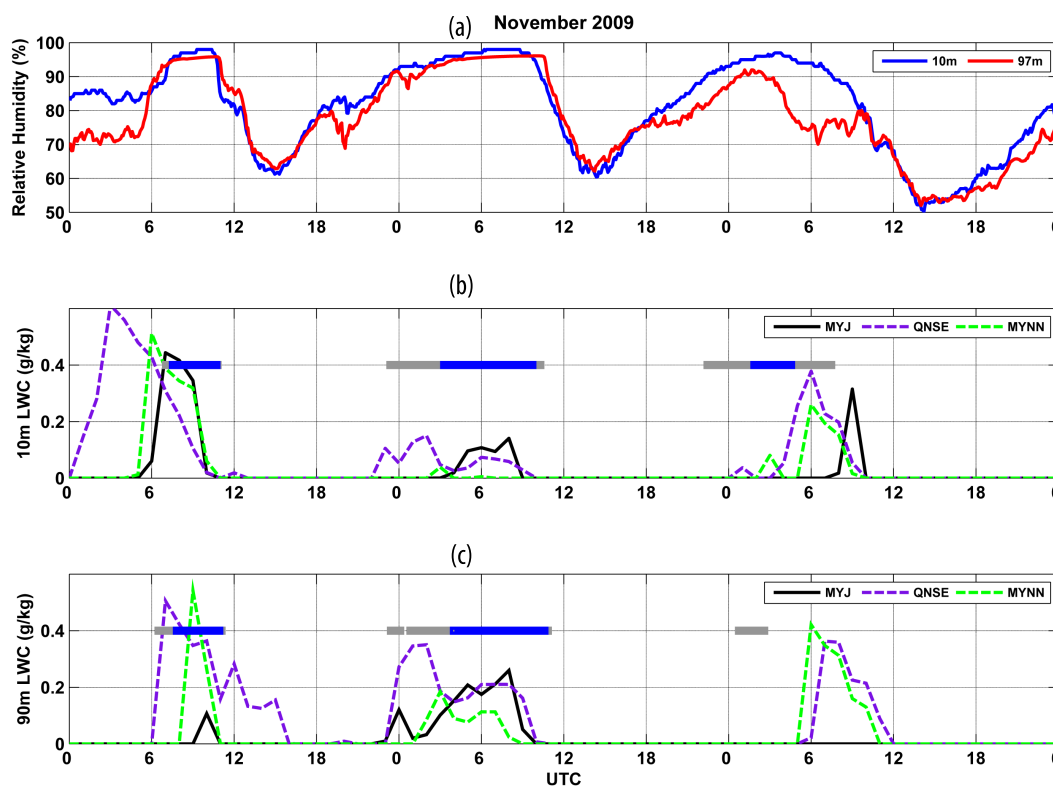 (a) November 2009
Relative Humidity (%)
100
90
80
70
60
50
10m 97m
0 6 12 18 0 6 12 18 0 6 12 18
(b)
10m LWC (g/kg)
0.4
0.2
0
MYJ QNSE MYNN
0 6 12 18 0 6 12 18 0 6 12 18
(c)
90m LWC (g/kg)
0.4
0.2
0
MYJ QNSE MYNN
0 6 12 18 0 6 12 18 0 6 12 18
UTC